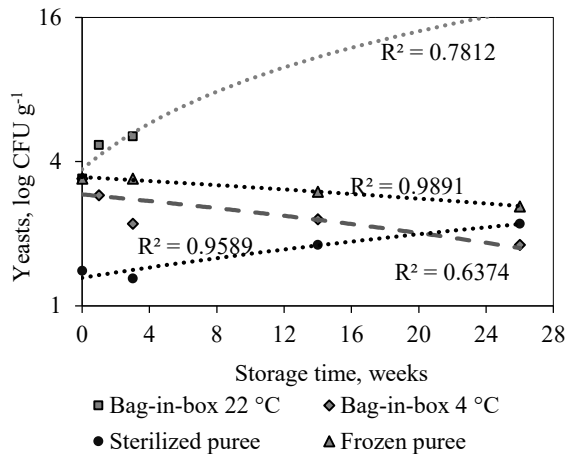 16
R² = 0.7812
Yeasts, log CFU g⁻¹
4
R² = 0.9891
R² = 0.9589
R² = 0.6374
1
0 4 8 12 16 20 24 28
Storage time, weeks
Bag-in-box 22 °C Bag-in-box 4 °C
Sterilized puree Frozen puree